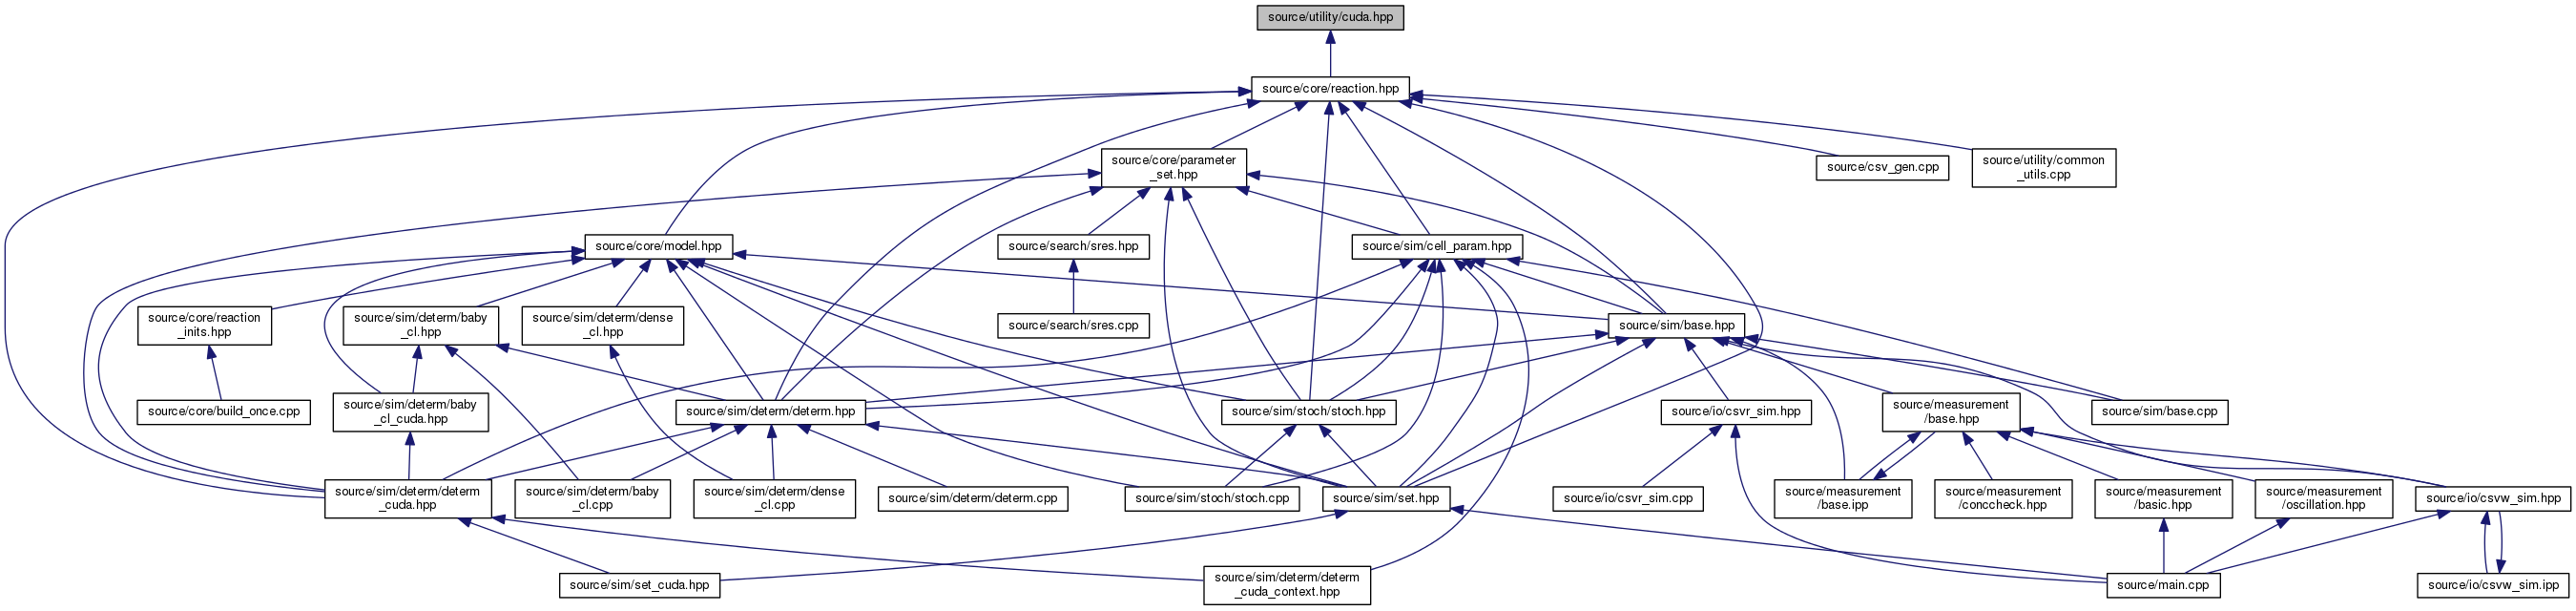 source/utility/cuda.hpp
source/core/reaction.hpp
source/core/parameter
_set.hpp
source/csv_gen.cpp
source/utility/common
_utils.cpp
source/core/model.hpp
source/search/sres.hpp
source/sim/cell_param.hpp
source/core/reaction
_inits.hpp
source/sim/determ/baby
_cl.hpp
source/sim/determ/dense
_cl.hpp
source/search/sres.cpp
source/sim/base.hpp
source/core/build_once.cpp
source/sim/determ/baby
_cl_cuda.hpp
source/sim/determ/determ.hpp
source/sim/stoch/stoch.hpp
source/io/csvr_sim.hpp
source/measurement
/base.hpp
source/sim/base.cpp
source/sim/determ/determ
_cuda.hpp
source/sim/determ/baby
_cl.cpp
source/sim/determ/dense
_cl.cpp
source/sim/determ/determ.cpp
source/sim/stoch/stoch.cpp
source/sim/set.hpp
source/io/csvr_sim.cpp
source/measurement
/base.ipp
source/measurement
/conccheck.hpp
source/measurement
/basic.hpp
source/measurement
/oscillation.hpp
source/io/csvw_sim.hpp
source/sim/set_cuda.hpp
source/sim/determ/determ
_cuda_context.hpp
source/main.cpp
source/io/csvw_sim.ipp